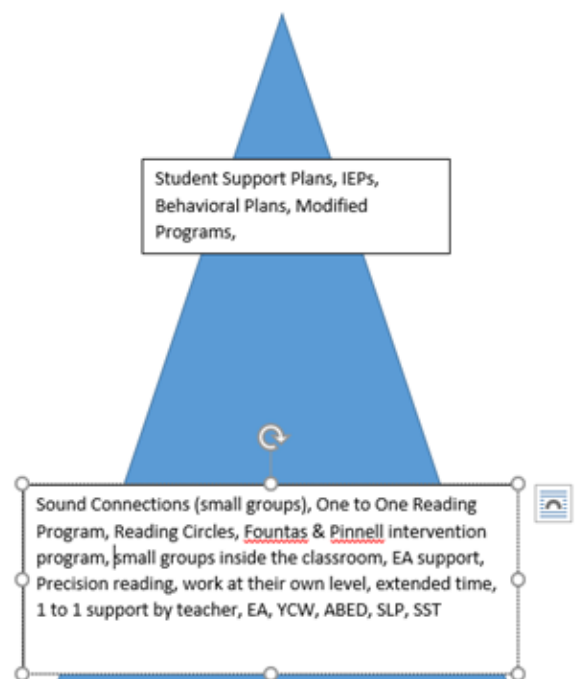 Student Support Plans, IEPs,
Behavioral Plans, Modified
Programs,
Sound Connections (small groups), One to One Reading
Program, Reading Circles, Fountas & Pinnell intervention
program, small groups inside the classroom, EA support,
Precision reading, work at their own level, extended time,
1 to 1 support by teacher, EA, YCW, ABED, SLP, SST